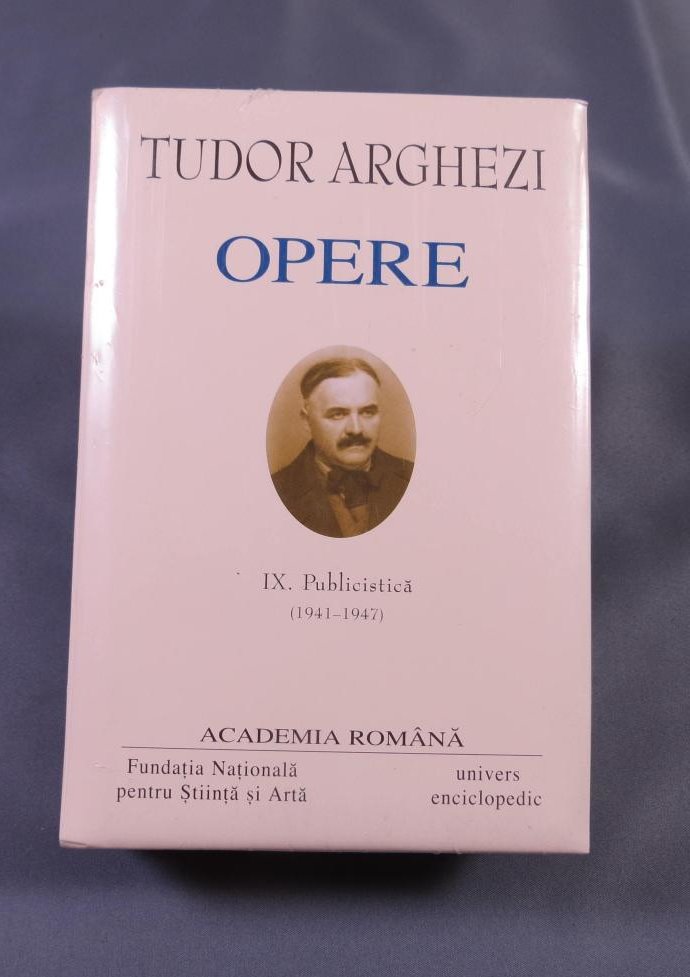 TUDOR ARGHEZI
OPERE
IX. Publicistică
(1941–1947)
ACADEMIA ROMÂNĂ
Fundația Națională
pentru Știință și Artă
univers
enciclopedic